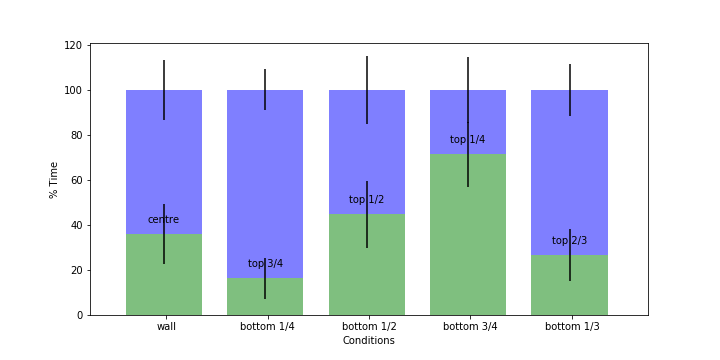 120
100
80
60
40
20
0
% Time
centre
top 3/4
top 1/2
top 1/4
top 2/3
wall
bottom 1/4
bottom 1/2
bottom 3/4
bottom 1/3
Conditions